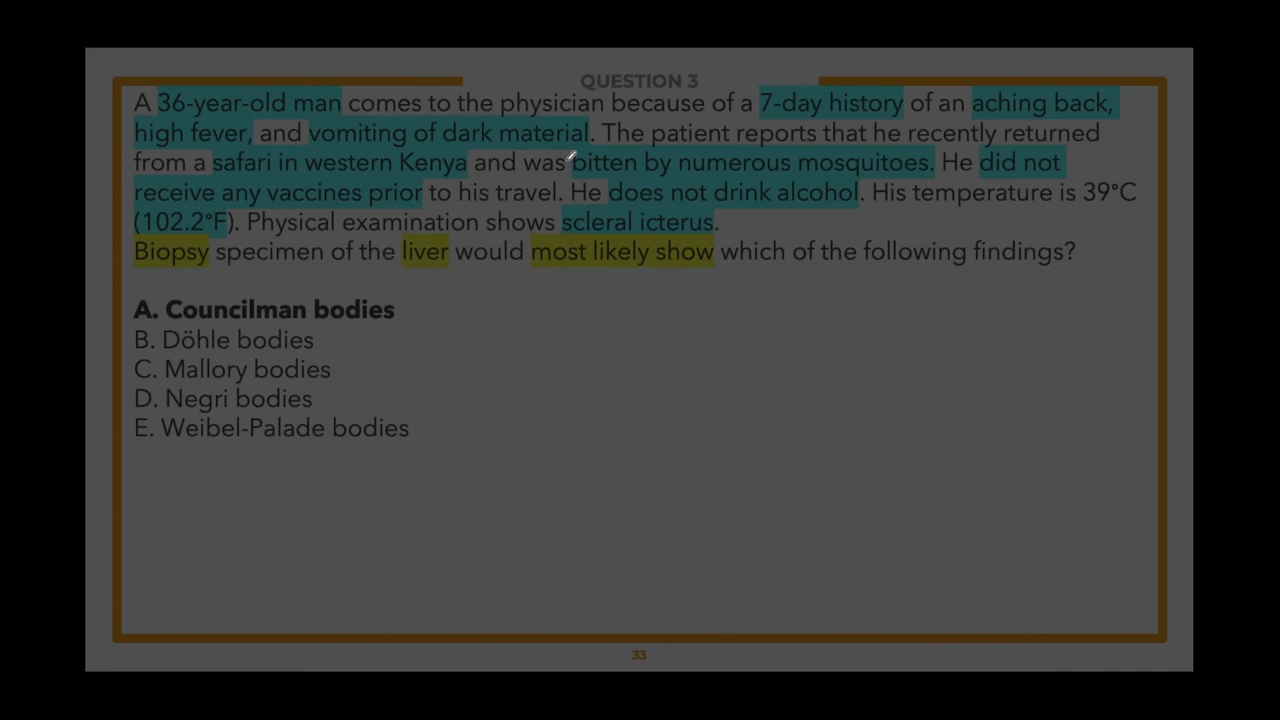 QUESTION 3
A 36-year-old man comes to the physician because of a 7-day history of an aching back,
high fever, and vomiting of dark material. The patient reports that he recently returned
from a safari in western Kenya and was bitten by numerous mosquitoes. He did not
receive any vaccines prior to his travel. He does not drink alcohol. His temperature is 39°C
(102.2°F). Physical examination shows scleral icterus.
Biopsy specimen of the liver would most likely show which of the following findings?
A. Councilman bodies
B. Döhle bodies
C. Mallory bodies
D. Negri bodies
E. Weibel-Palade bodies
33